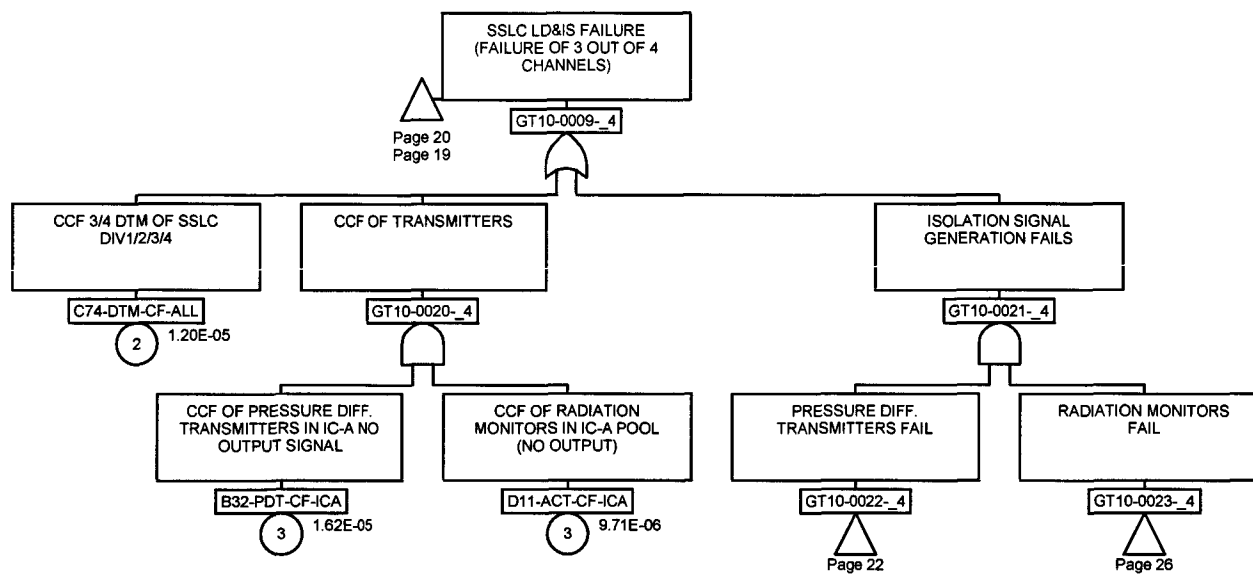 SSLC LD&IS FAILURE
(FAILURE OF 3 OUT OF 4
CHANNELS)
GT10-0009-_4
Page 20
Page 19
CCF 3/4 DTM OF SSLC
DIV1/2/3/4
C74-DTM-CF-ALL
2
1.20E-05
CCF OF TRANSMITTERS
GT10-0020-_4
ISOLATION SIGNAL
GENERATION FAILS
GT10-0021-_4
CCF OF PRESSURE DIFF.
TRANSMITTERS IN IC-A NO
OUTPUT SIGNAL
B32-PDT-CF-ICA
3
1.62E-05
CCF OF RADIATION
MONITORS IN IC-A POOL
(NO OUTPUT)
D11-ACT-CF-ICA
3
9.71E-06
PRESSURE DIFF.
TRANSMITTERS FAIL
GT10-0022-_4
Page 22
RADIATION MONITORS
FAIL
GT10-0023-_4
Page 26